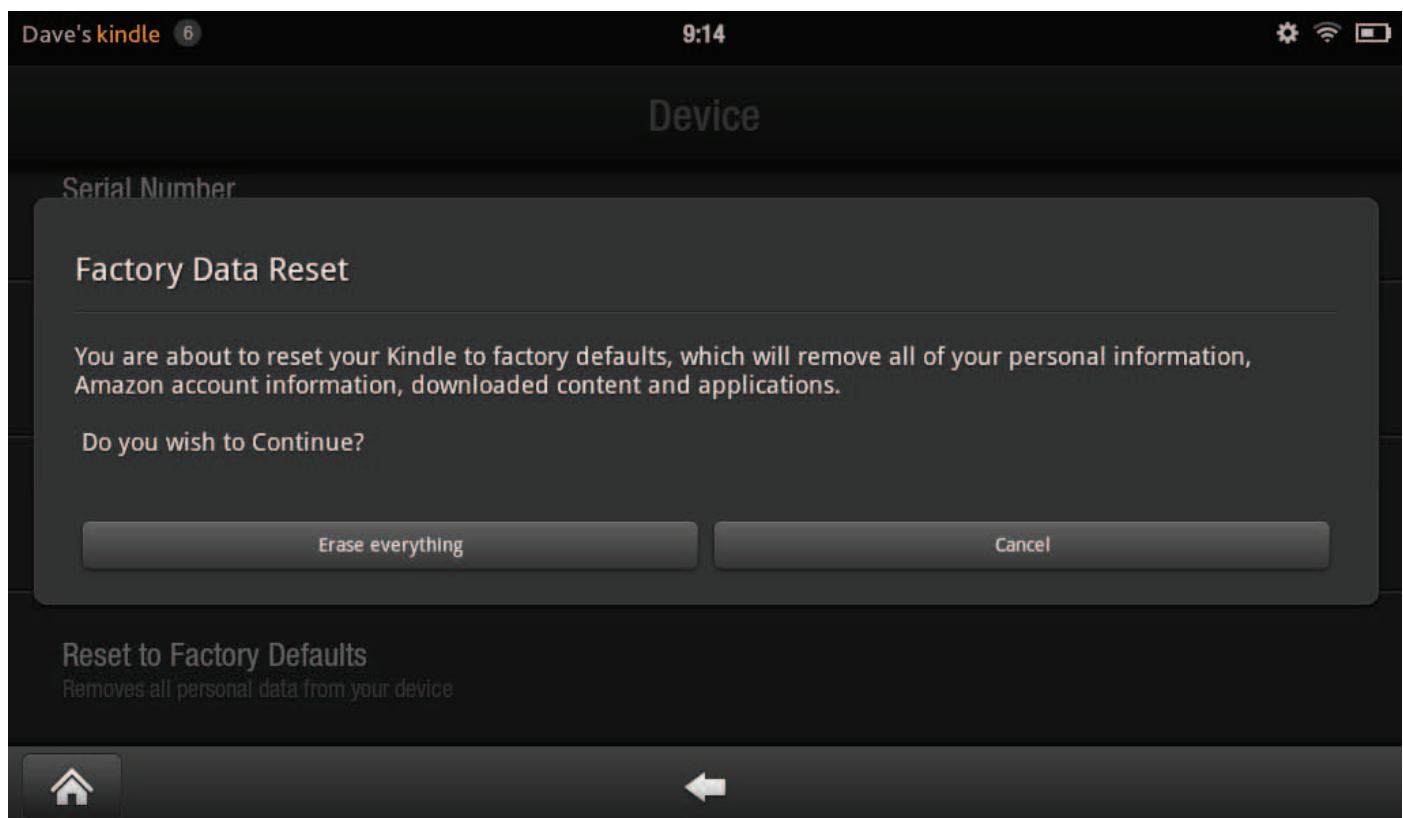 Dave's kindle 6 9:14
Device
Serial Number
Factory Data Reset
You are about to reset your Kindle to factory defaults, which will remove all of your personal information,
Amazon account information, downloaded content and applications.
Do you wish to Continue?
Erase everything Cancel
Reset to Factory Defaults
Removes all personal data from your device